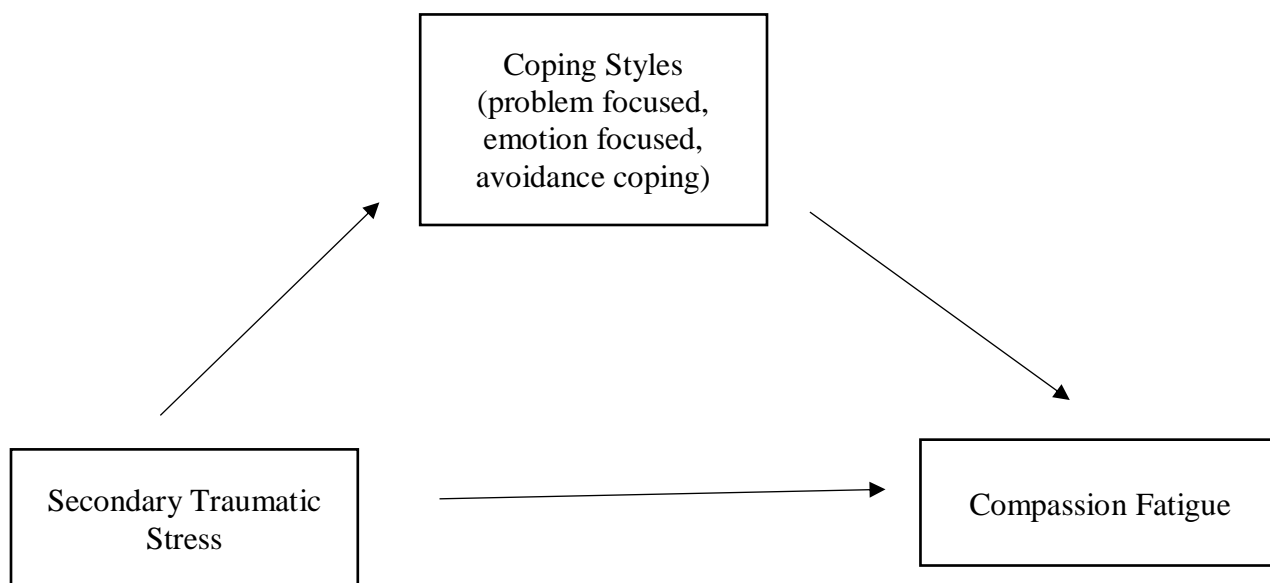 Coping Styles
(problem focused,
emotion focused,
avoidance coping)
Secondary Traumatic
Stress
Compassion Fatigue